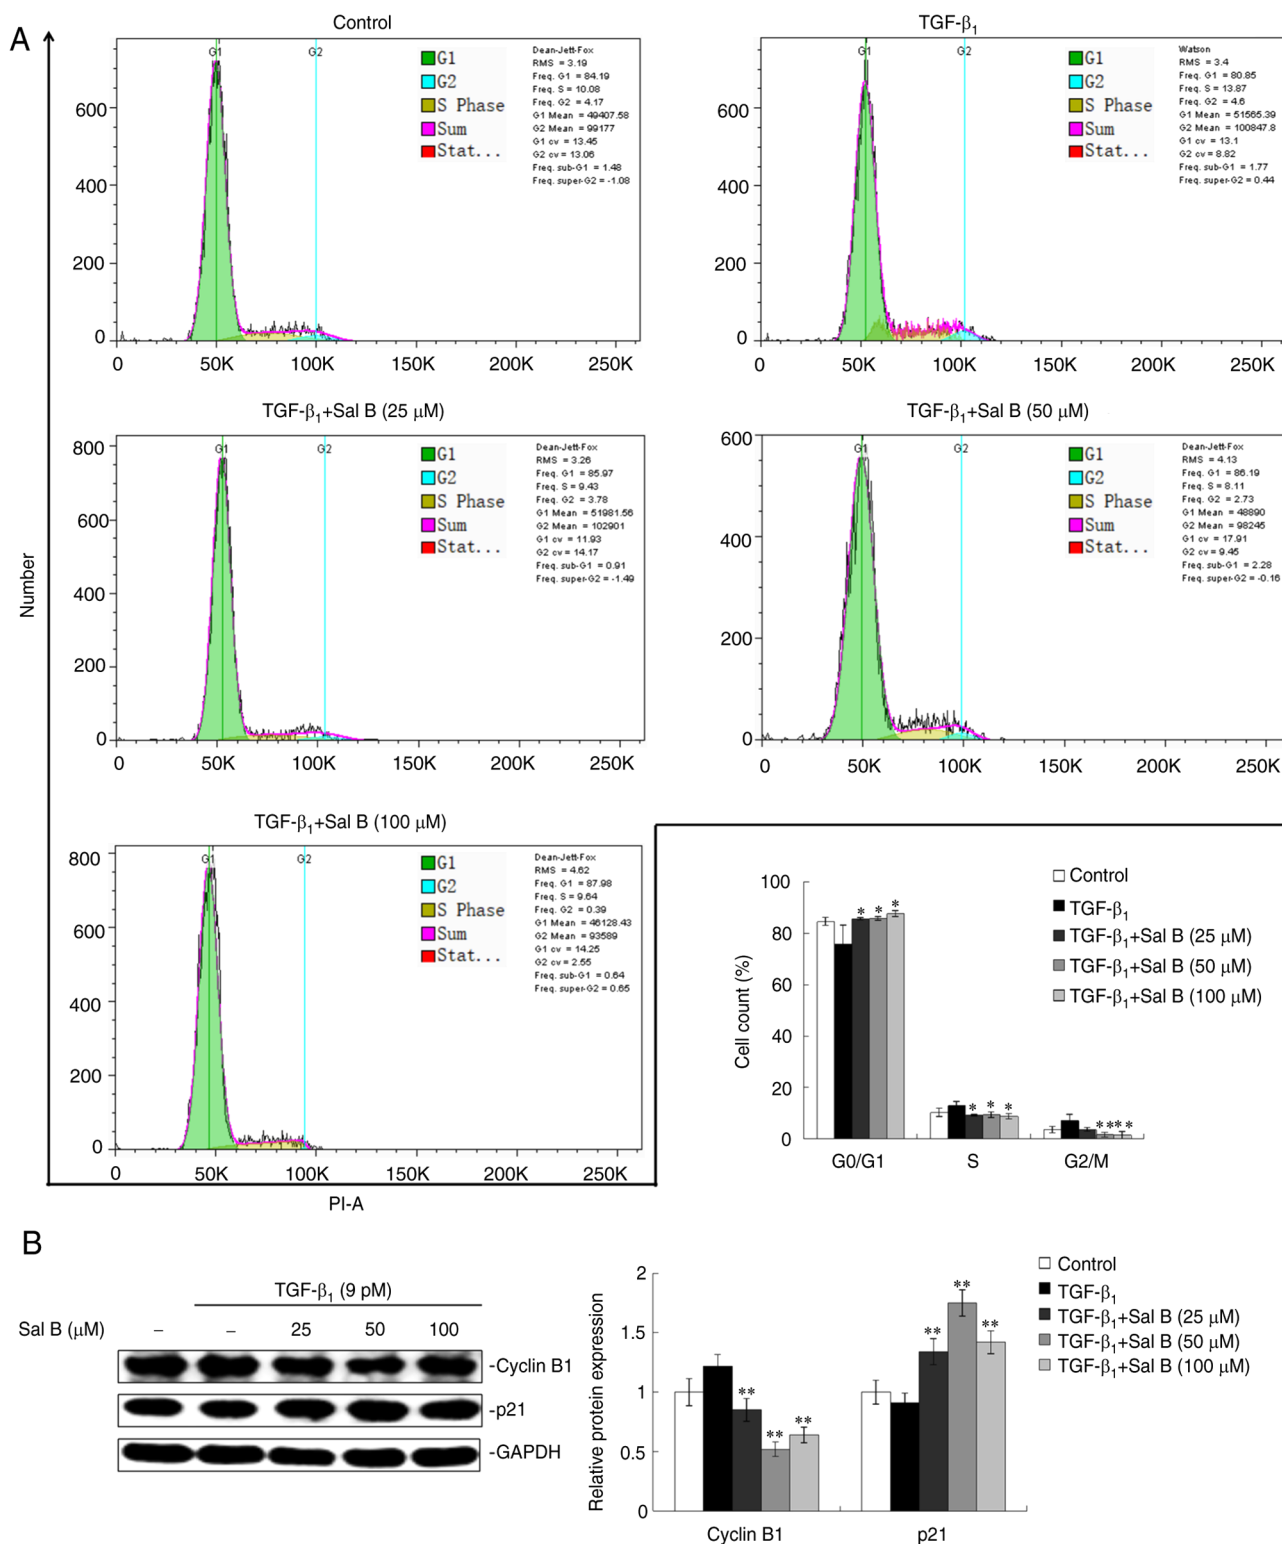 A
Control
G1
G2
G1
G2
S Phase
Sum
Stat...
Dean-Jett-Fox
RMS = 3.19
Freq. G1 = 84.19
Freq. S = 10.08
Freq. G2 = 4.17
G1 Mean = 49407.58
G2 Mean = 99177
G1 cv = 13.45
G2 cv = 13.06
Freq. sub-G1 = 1.48
Freq. super-G2 = -1.08
600
400
200
0
0 50K 100K 150K 200K 250K
TGF-β1
G1
G2
G1
G2
S Phase
Sum
Stat...
Watson
RMS = 3.4
Freq. G1 = 80.85
Freq. S = 13.87
Freq. G2 = 4.6
G1 Mean = 51565.39
G2 Mean = 100847.8
G1 cv = 13.1
G2 cv = 8.82
Freq. sub-G1 = 1.77
Freq. super-G2 = 0.44
600
400
200
0
0 50K 100K 150K 200K 250K
TGF-β1+Sal B (25 μM)
G1
G2
G1
G2
S Phase
Sum
Stat...
Dean-Jett-Fox
RMS = 3.26
Freq. G1 = 85.97
Freq. S = 9.43
Freq. G2 = 3.78
G1 Mean = 51981.56
G2 Mean = 102901
G1 cv = 11.93
G2 cv = 14.17
Freq. sub-G1 = 0.91
Freq. super-G2 = -1.49
800
600
400
200
0
0 50K 100K 150K 200K 250K
TGF-β1+Sal B (50 μM)
G1
G2
G1
G2
S Phase
Sum
Stat...
Dean-Jett-Fox
RMS = 4.13
Freq. G1 = 86.19
Freq. S = 8.11
Freq. G2 = 2.73
G1 Mean = 48890
G2 Mean = 98245
G1 cv = 17.91
G2 cv = 9.45
Freq. sub-G1 = 2.28
Freq. super-G2 = -0.16
600
400
200
0
0 50K 100K 150K 200K 250K
Number
TGF-β1+Sal B (100 μM)
G1
G2
G1
G2
S Phase
Sum
Stat...
Dean-Jett-Fox
RMS = 4.62
Freq. G1 = 87.98
Freq. S = 9.64
Freq. G2 = 0.39
G1 Mean = 46128.43
G2 Mean = 93589
G1 cv = 14.25
G2 cv = 2.55
Freq. sub-G1 = 0.64
Freq. super-G2 = 0.65
800
600
400
200
0
0 50K 100K 150K 200K 250K
PI-A
Cell count (%)
100
80
60
40
20
0
* * *
* * *
** **
G0/G1 S G2/M
Control
TGF-β1
TGF-β1+Sal B (25 μM)
TGF-β1+Sal B (50 μM)
TGF-β1+Sal B (100 μM)
B
TGF-β1 (9 pM)
Sal B (μM) – – 25 50 100
-Cyclin B1
-p21
-GAPDH
Relative protein expression
2
1.5
1
0.5
0
** ** **
** ** **
Cyclin B1 p21
Control
TGF-β1
TGF-β1+Sal B (25 μM)
TGF-β1+Sal B (50 μM)
TGF-β1+Sal B (100 μM)